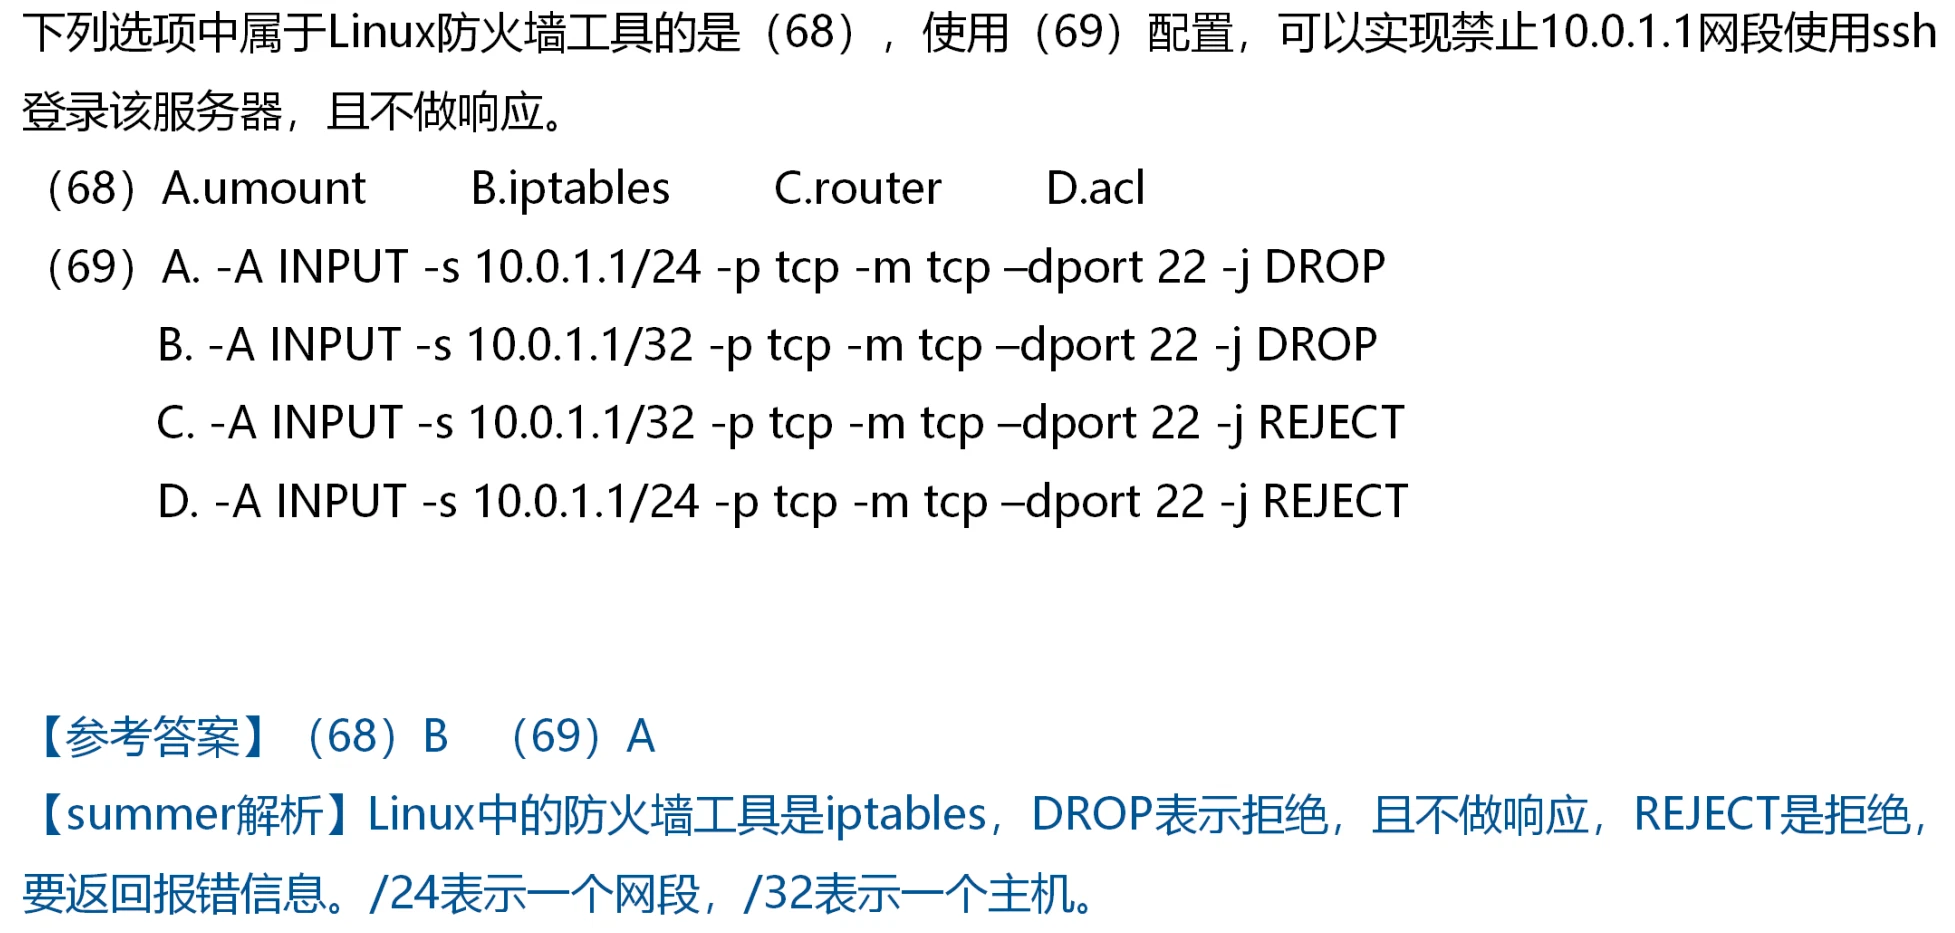 下列选项中属于Linux防火墙工具的是（68），使用（69）配置，可以实现禁止10.0.1.1网段使用ssh
登录该服务器，且不做响应。
（68）A.umount B.iptables C.router D.acl
（69）A. -A INPUT -s 10.0.1.1/24 -p tcp -m tcp –dport 22 -j DROP
B. -A INPUT -s 10.0.1.1/32 -p tcp -m tcp –dport 22 -j DROP
C. -A INPUT -s 10.0.1.1/32 -p tcp -m tcp –dport 22 -j REJECT
D. -A INPUT -s 10.0.1.1/24 -p tcp -m tcp –dport 22 -j REJECT
【参考答案】（68）B （69）A
【summer解析】Linux中的防火墙工具是iptables，DROP表示拒绝，且不做响应，REJECT是拒绝，
要返回报错信息。/24表示一个网段，/32表示一个主机。